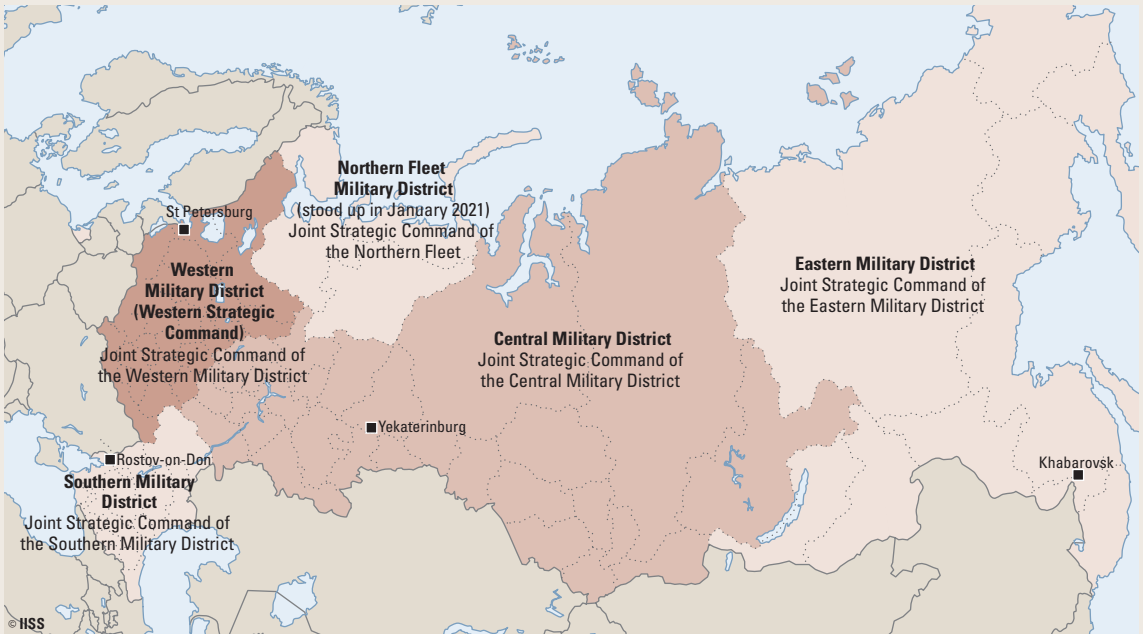 Northern Fleet
Military District
(stood up in January 2021)
Joint Strategic Command of
the Northern Fleet
St Petersburg
Western
Military District
(Western Strategic
Command)
Joint Strategic Command of
the Western Military District
Eastern Military District
Joint Strategic Command of
the Eastern Military District
Central Military District
Joint Strategic Command of
the Central Military District
Yekaterinburg
Rostov-on-Don
Southern Military
District
Joint Strategic Command of
the Southern Military District
Khabarovsk
©IISS